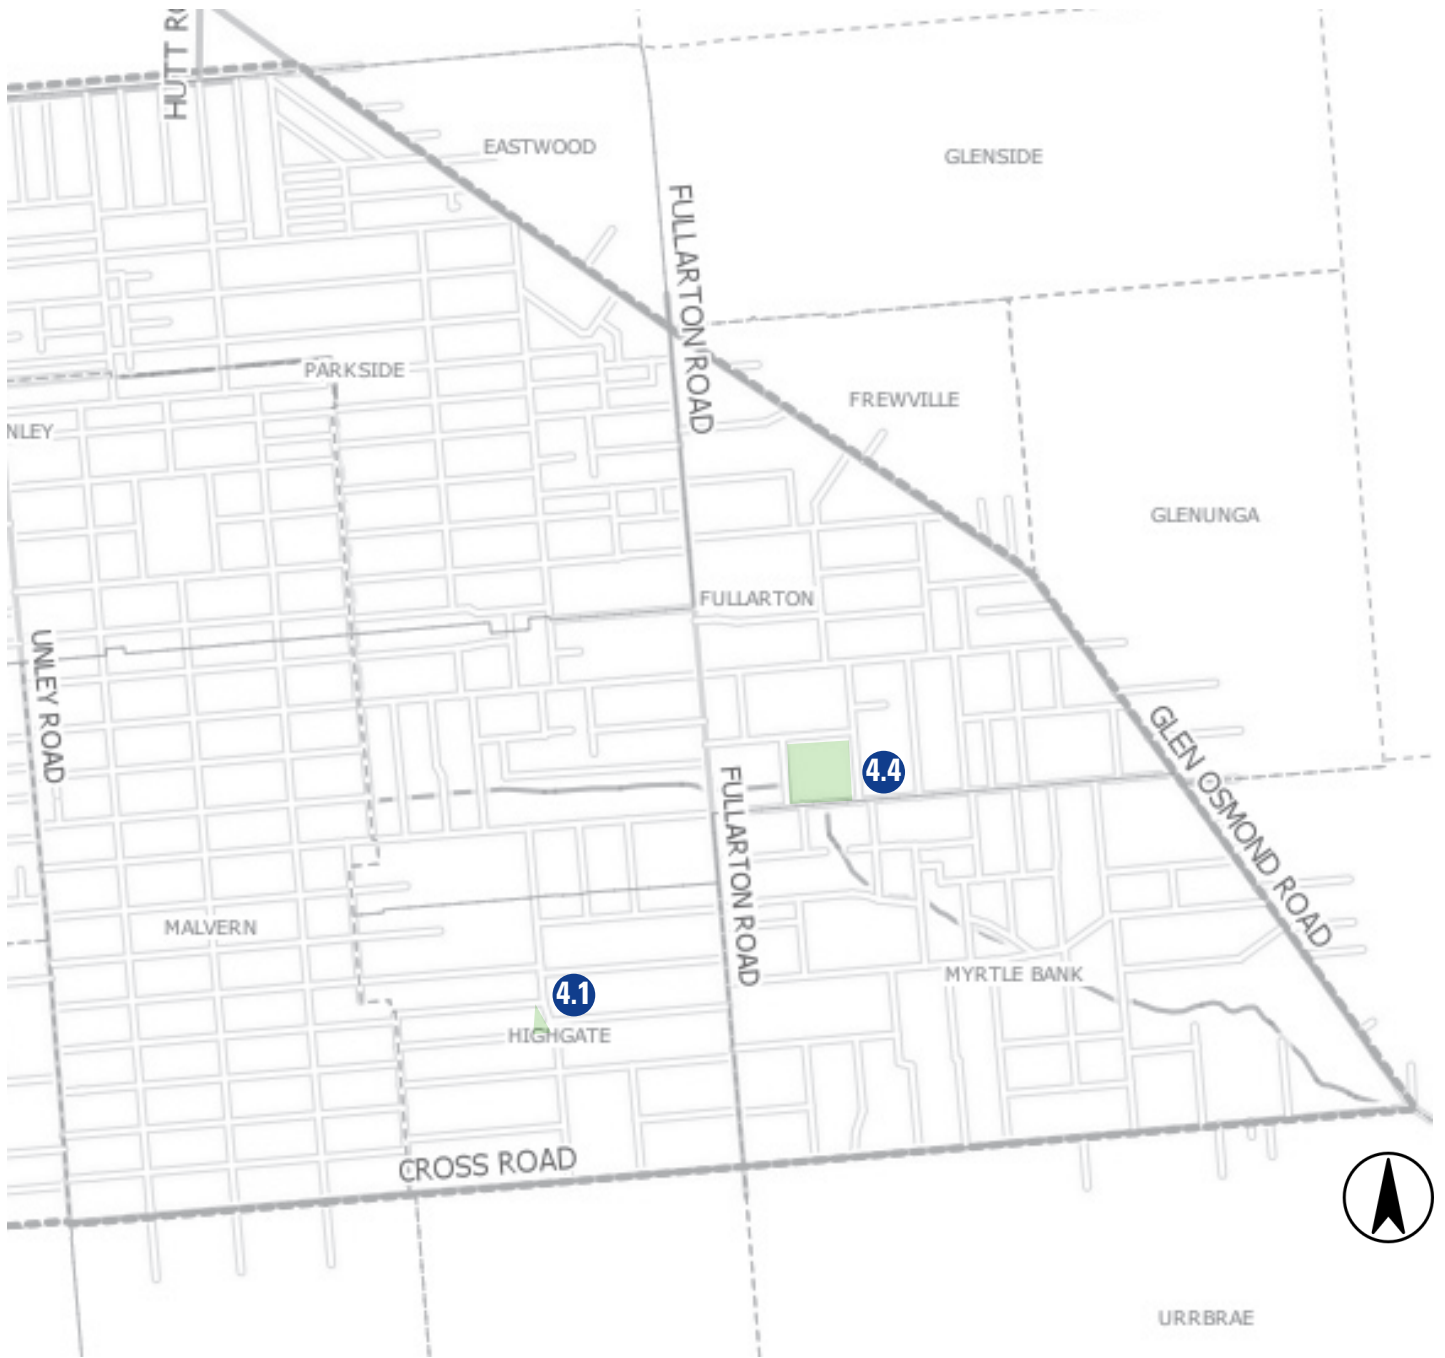 HUTT RO
EASTWOOD
GLENSIDE
FULLARTON ROAD
PARKSIDE
FREWVILLE
NLEY
GLENUNGA
FULLARTON
UNLEY ROAD
GLEN OSMOND ROAD
4.4
FULLARTON ROAD
MALVERN
MYRTLE BANK
4.1
HIGHGATE
CROSS ROAD
URRBRAE